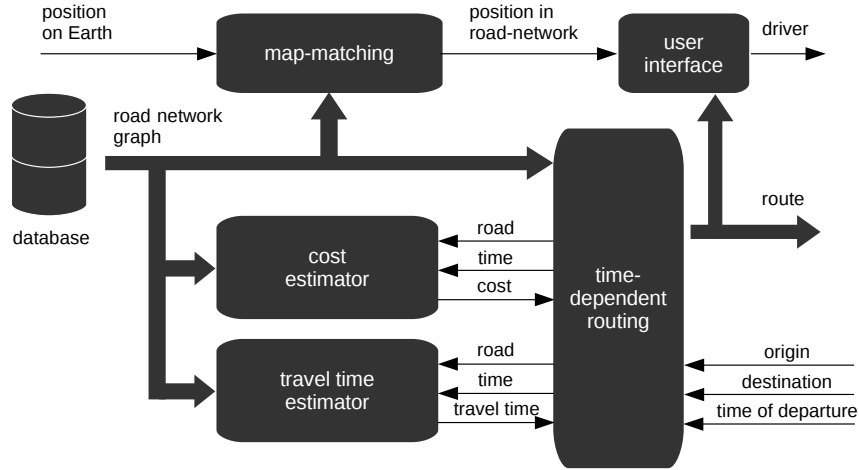 position
on Earth
map-matching
position in
road-network
user
interface
driver
road network
graph
database
cost
estimator
road
time
cost
time-
dependent
routing
route
travel time
estimator
road
time
travel time
origin
destination
time of departure